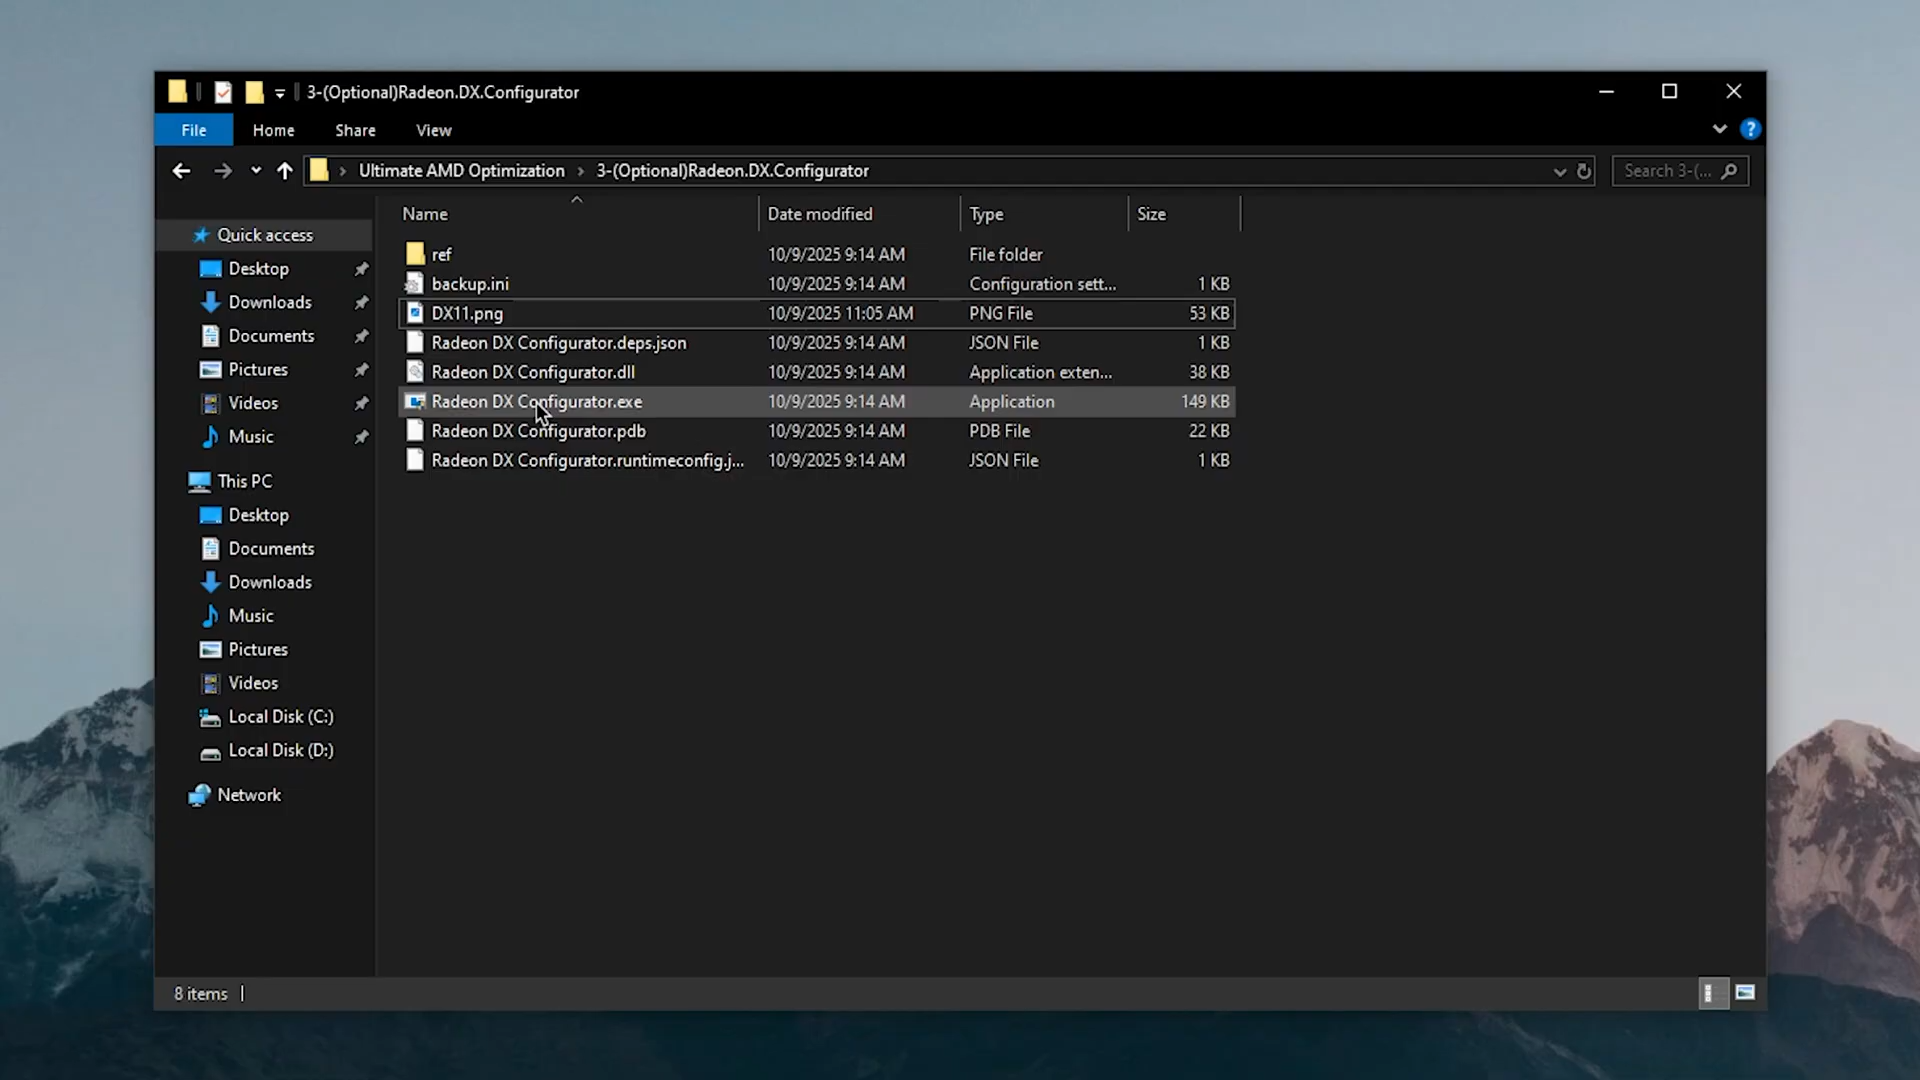 3-(Optional)Radeon.DX.Configurator
File Home Share View
Ultimate AMD Optimization 3-(Optional)Radeon.DX.Configurator
Search 3-(...
Name Date modified Type Size
ref 10/9/2025 9:14 AM File folder
backup.ini 10/9/2025 9:14 AM Configuration sett... 1 KB
DX11.png 10/9/2025 11:05 AM PNG File 53 KB
Radeon DX Configurator.deps.json 10/9/2025 9:14 AM JSON File 1 KB
Radeon DX Configurator.dll 10/9/2025 9:14 AM Application exten... 38 KB
Radeon DX Configurator.exe 10/9/2025 9:14 AM Application 149 KB
Radeon DX Configurator.pdb 10/9/2025 9:14 AM PDB File 22 KB
Radeon DX Configurator.runtimeconfig.j... 10/9/2025 9:14 AM JSON File 1 KB
Quick access
Desktop
Downloads
Documents
Pictures
Videos
Music
This PC
Desktop
Documents
Downloads
Music
Pictures
Videos
Local Disk (C:)
Local Disk (D:)
Network
8 items